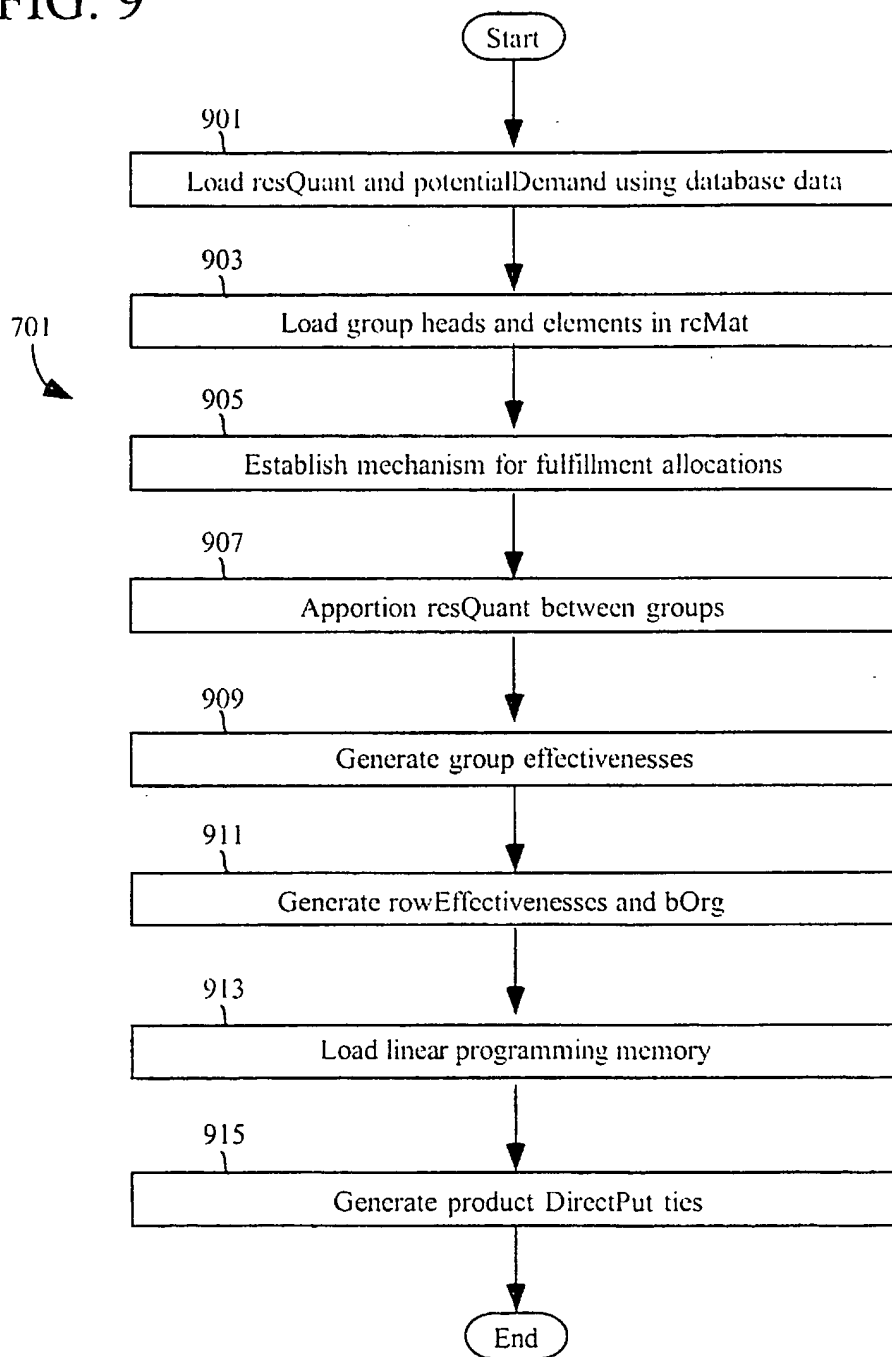 FIG. 9
Start
901
Load resQuant and potentialDemand using database data
903
Load group heads and elements in rcMat
701
905
Establish mechanism for fulfillment allocations
907
Apportion resQuant between groups
909
Generate group effectivenesses
911
Generate rowEffectivenesses and bOrg
913
Load linear programming memory
915
Generate product DirectPut ties
End